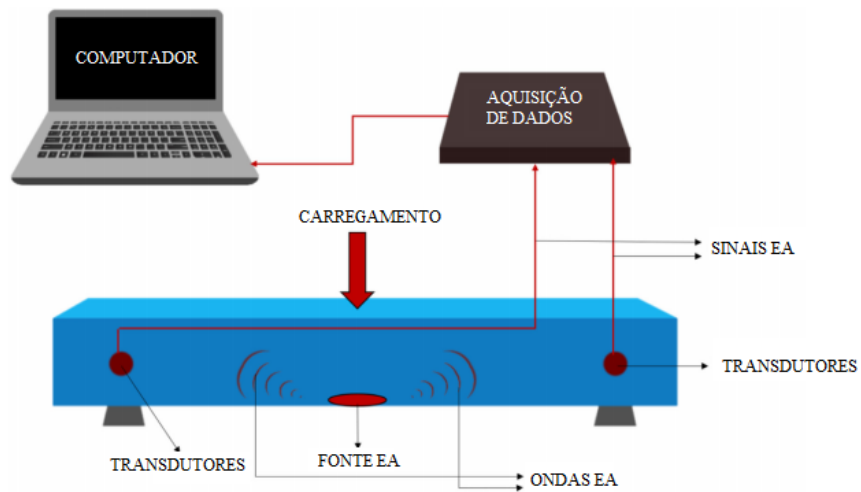 COMPUTADOR
AQUISIÇÃO
DE DADOS
CARREGAMENTO
SINAIS EA
TRANSDUTORES
TRANSDUTORES
FONTE EA
ONDAS EA